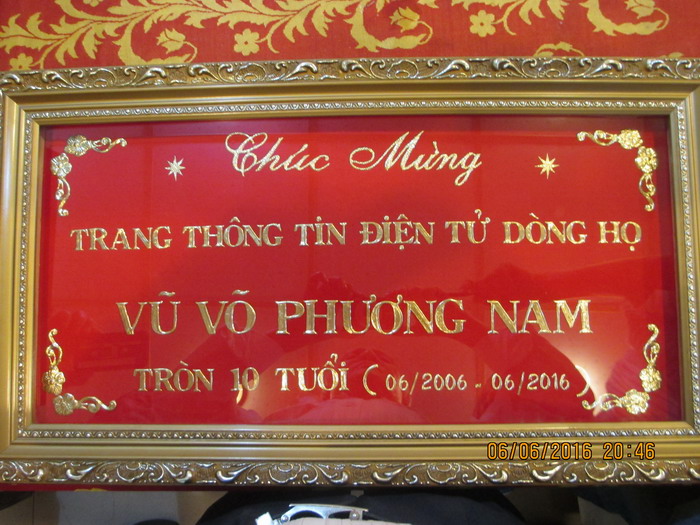 Chúc Mừng
TRANG THÔNG TIN ĐIỆN TỬ DÒNG HỌ
VŨ VÕ PHƯƠNG NAM
TRÒN 10 TUỔI ( 06/2006 - 06/2016 )
06/06/2016 20:46